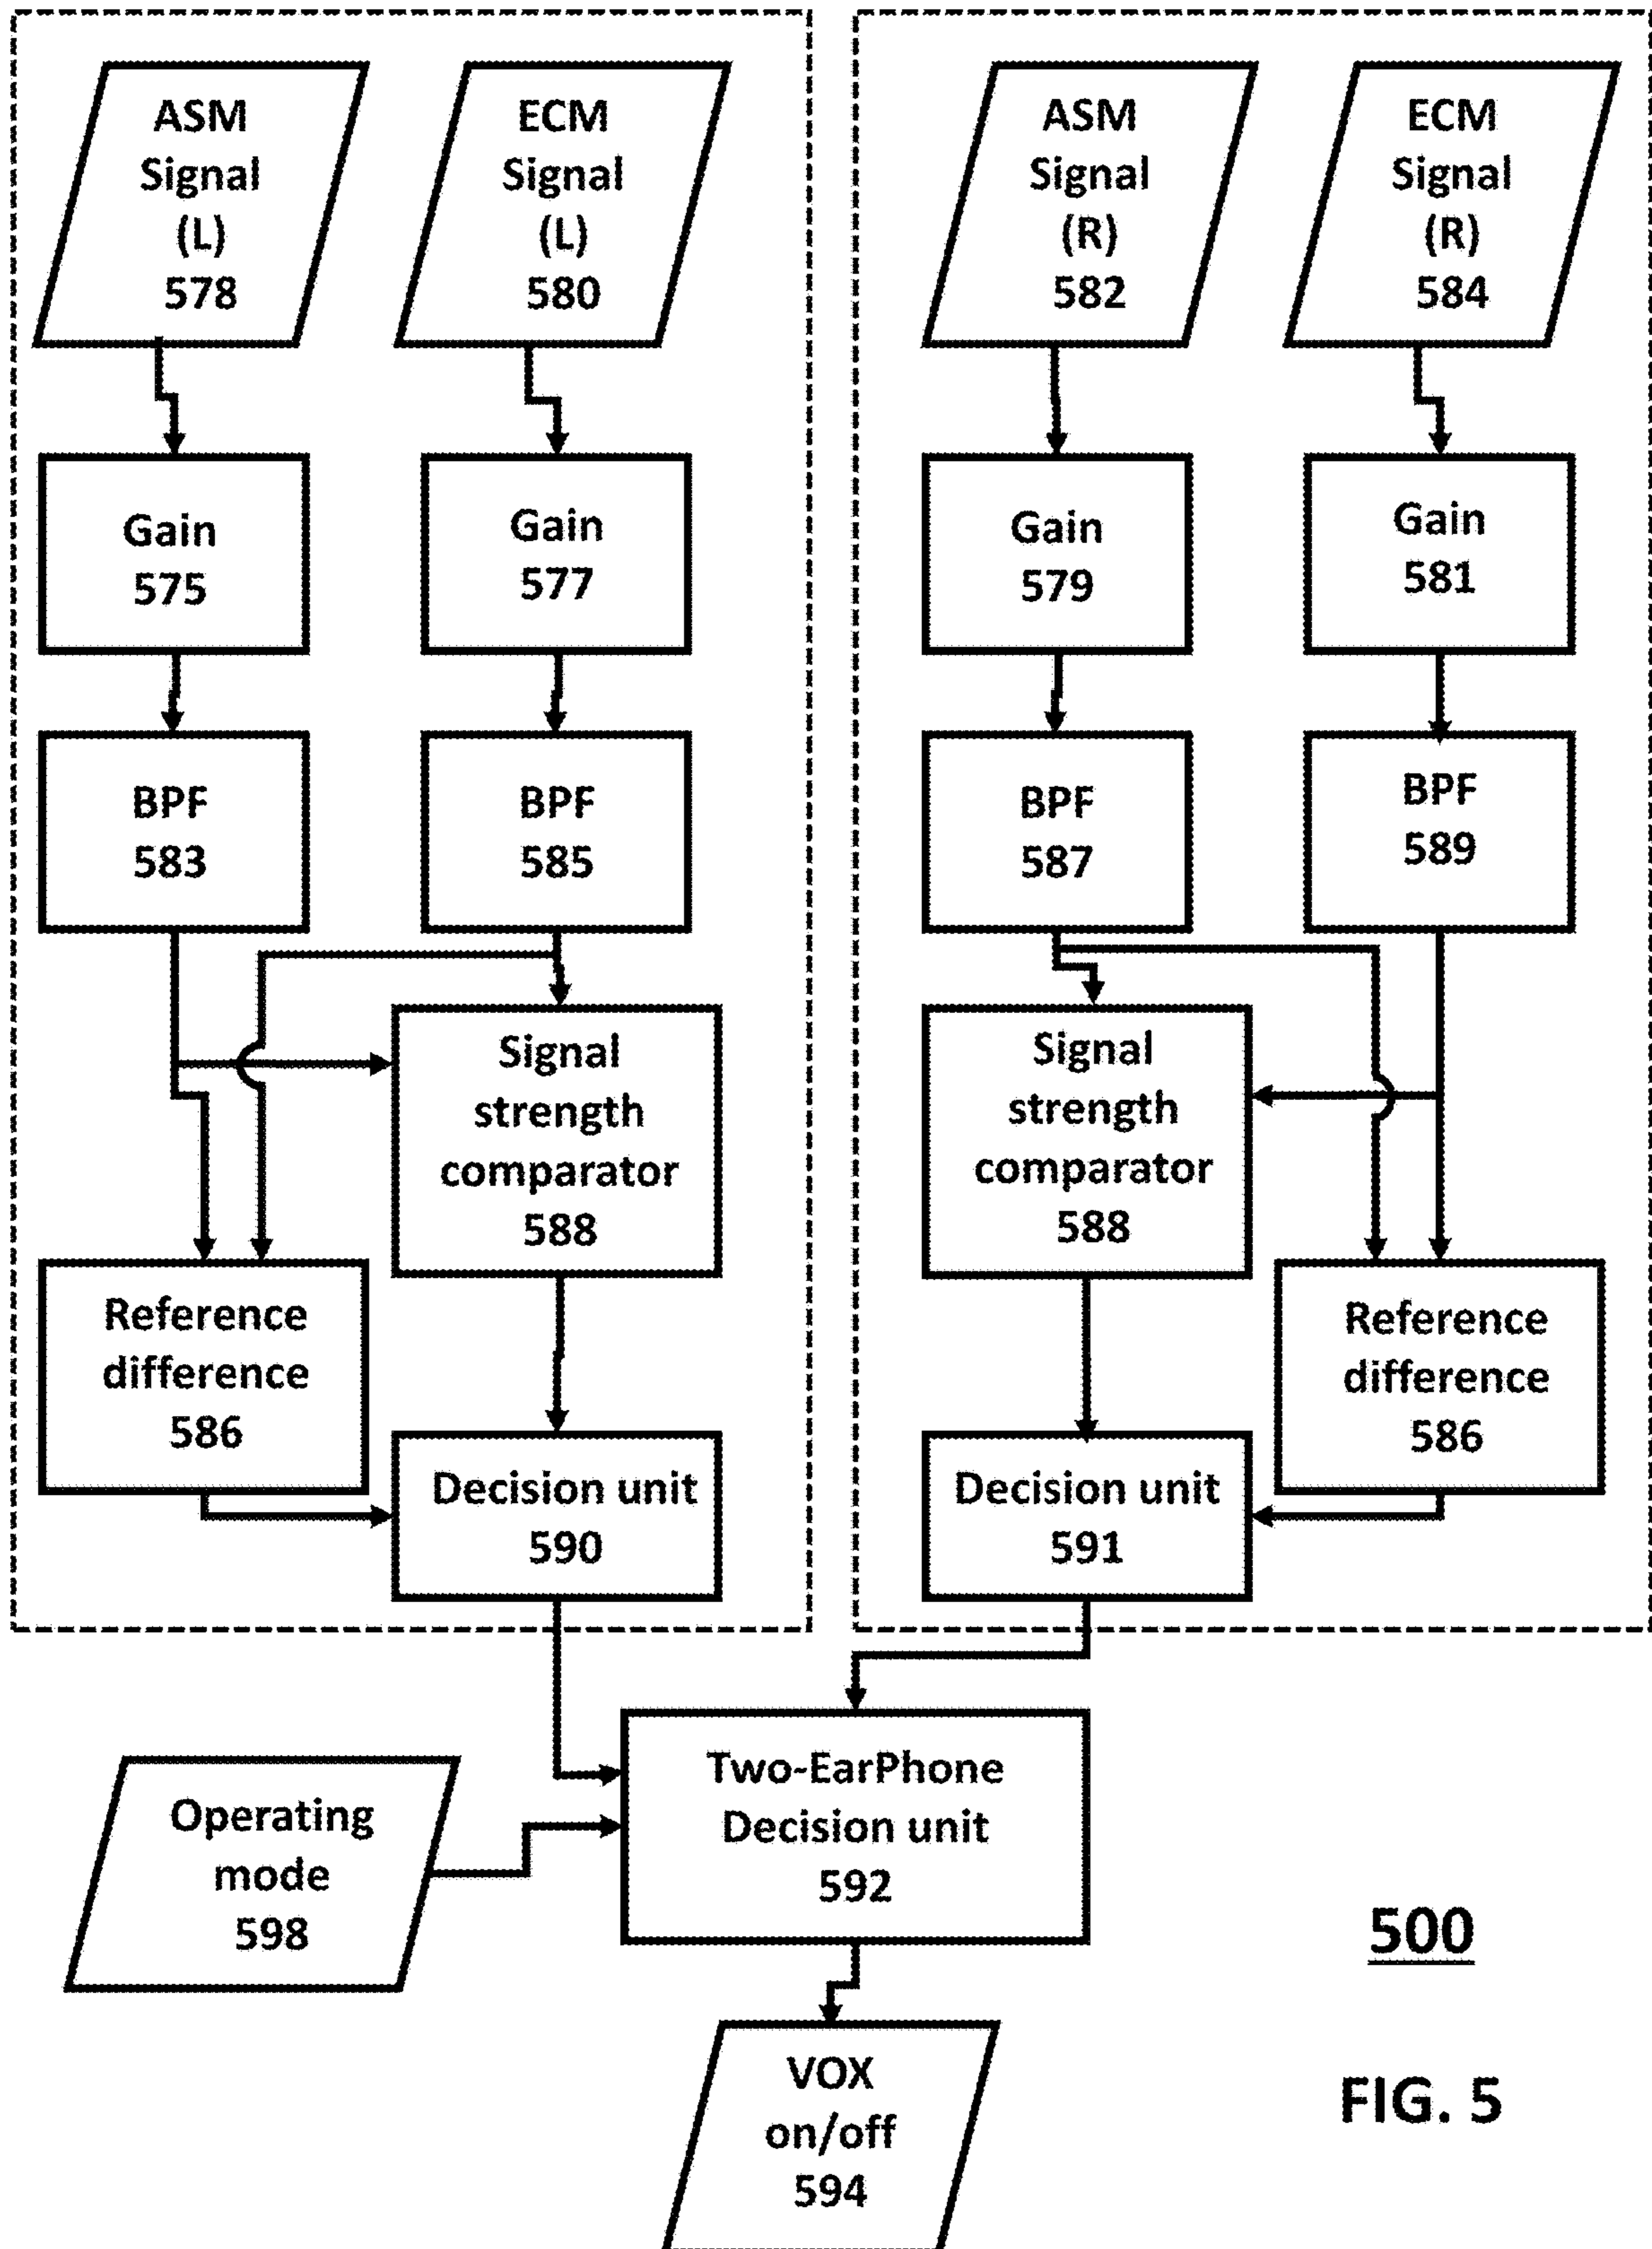 ASM
Signal
(L)
578
ECM
Signal
(L)
580
ASM
Signal
(R)
582
ECM
Signal
(R)
584
Gain
575
Gain
577
Gain
579
Gain
581
BPF
583
BPF
585
BPF
587
BPF
589
Signal
strength
comparator
588
Signal
strength
comparator
588
Reference
difference
586
Reference
difference
586
Decision unit
590
Decision unit
591
Two-EarPhone
Decision unit
592
Operating
mode
598
VOX
on/off
594
500
FIG. 5